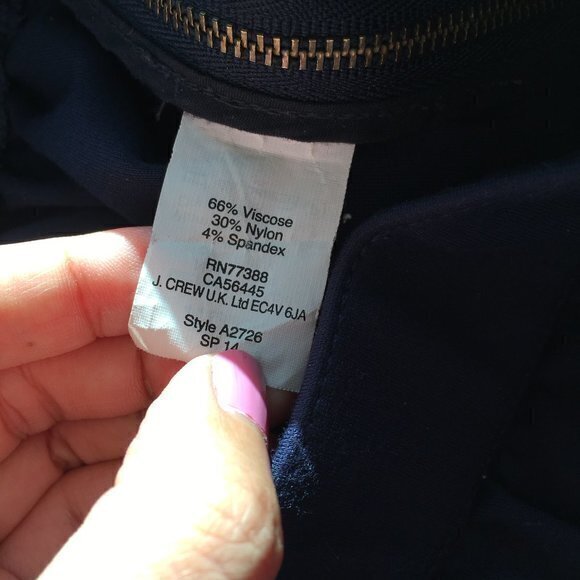 66% Viscose
30% Nylon
4% Spandex
RN77388
CA56445
J. CREW U.K. Ltd EC4V 6JA
Style A2726
SP 14